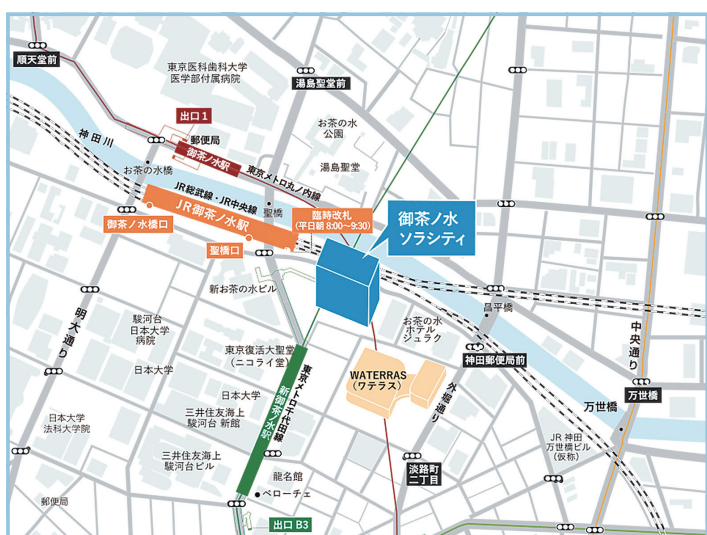 順天堂前
東京医科歯科大学
医学部付属病院
湯島聖堂前
出口1
お茶の水
公園
神田川
郵便局
御茶ノ水駅
東京メトロ丸ノ内線
湯島聖堂
お茶の水橋
JR総武線・JR中央線
JR御茶ノ水駅
聖橋
臨時改札
(平日朝 8:00～9:30)
御茶ノ水
ソラシティ
御茶ノ水橋口
聖橋口
新お茶の水ビル
昌平橋
明大通り
駿河台
日本大学
病院
お茶の水
ホテル
ジュラク
中央通り
東京復活大聖堂
(ニコライ堂)
神田郵便局前
日本大学
WATERRAS
(ワテラス)
東京メトロ千代田線
新御茶ノ水駅
外堀通り
万世橋
日本大学
三井住友海上
駿河台 新館
万世橋
日本大学
法科大学院
三井住友海上
駿河台ビル
JR 神田
万世橋ビル
(仮称)
淡路町
二丁目
龍名館
ベローチェ
郵便局
出口 B3